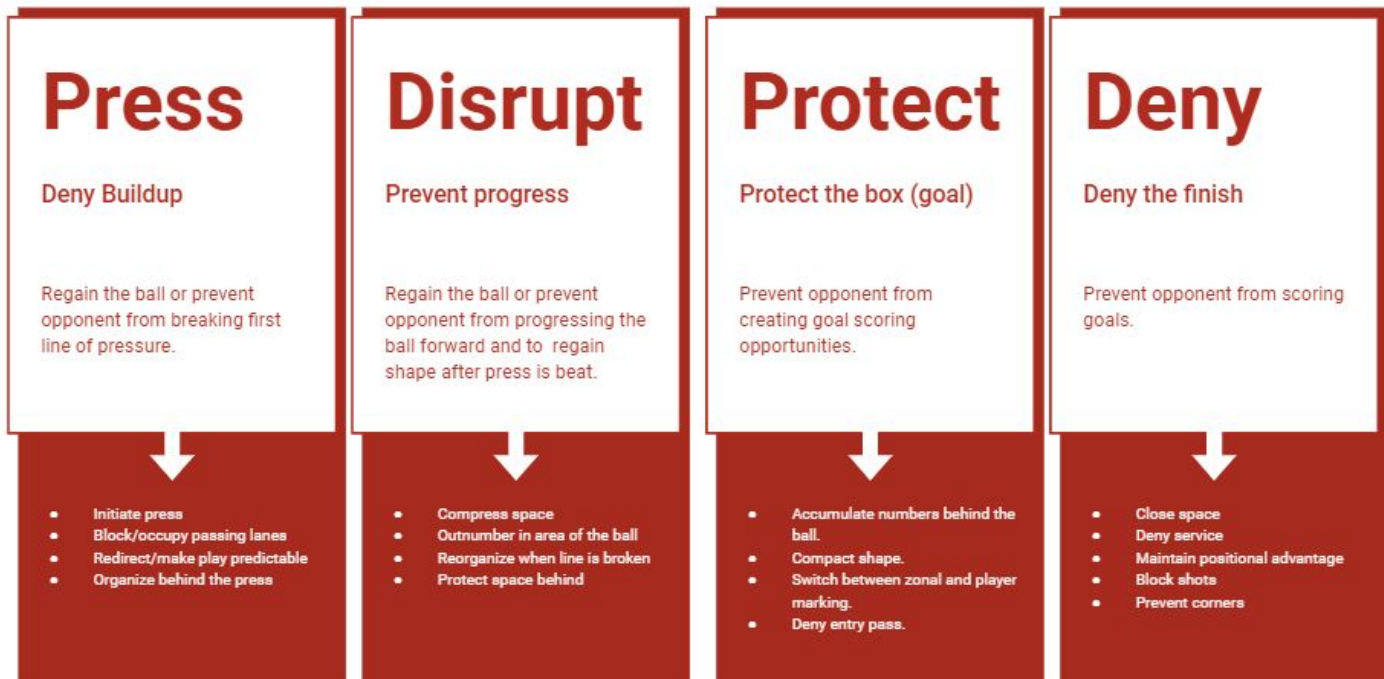 Press
Deny Buildup
Regain the ball or prevent
opponent from breaking first
line of pressure.
• Initiate press
• Block/occupy passing lanes
• Redirect/make play predictable
• Organize behind the press
Disrupt
Prevent progress
Regain the ball or prevent
opponent from progressing the
ball forward and to regain
shape after press is beat.
• Compress space
• Outnumber in area of the ball
• Reorganize when line is broken
• Protect space behind
Protect
Protect the box (goal)
Prevent opponent from
creating goal scoring
opportunities.
• Accumulate numbers behind the
ball.
• Compact shape.
• Switch between zonal and player
marking.
• Deny entry pass.
Deny
Deny the finish
Prevent opponent from scoring
goals.
• Close space
• Deny service
• Maintain positional advantage
• Block shots
• Prevent corners